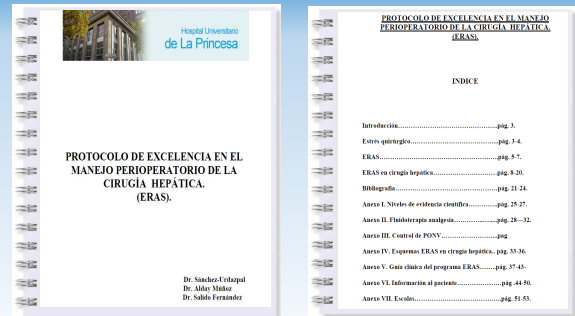 Hospital Universitario
de La Princesa
PROTOCOLO DE EXCELENCIA EN EL
MANEJO PERIOPERATORIO DE LA
CIRUGÍA HEPÁTICA.
(ERAS).
Dr. Sánchez-Urdazpal
Dr. Alday Múñoz
Dr. Salido Fernández
PROTOCOLO DE EXCELENCIA EN EL MANEJO
PERIOPERATORIO DE LA CIRUGÍA HEPÁTICA.
(ERAS).
INDICE
Introducción……………………………………pág. 3.
Estrés quirúrgico………………………………pág. 3-4.
ERAS……………………………………………pág. 5-7.
ERAS en cirugía hepática………………………pág. 8-20.
Bibliografía………………………………………pág. 21-24.
Anexo I. Niveles de evidencia científica…………pág. 25-27.
Anexo II. Fluidoterapia analgesia………………pág. 28—32.
Anexo III. Control de PONV……………………pag
Anexo IV. Esquemas ERAS en cirugía hepática.. pág. 33-36.
Anexo V. Guía clínica del programa ERAS……..pág. 37-43-
Anexo VI. Información al paciente………………pág .44-50.
Anexo VII. Escalas………………………………pág. 51-53.